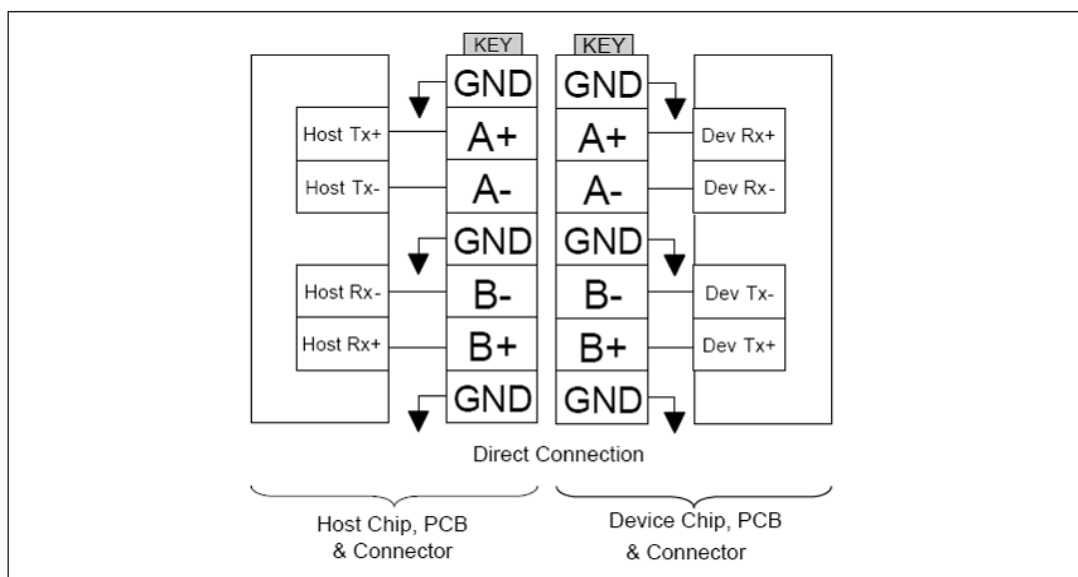 KEY KEY
GND GND
Host Tx+ A+ A+ Dev Rx+
Host Tx- A- A- Dev Rx-
GND GND
Host Rx- B- B- Dev Tx-
Host Rx+ B+ B+ Dev Tx+
GND GND
Direct Connection
Host Chip, PCB
& Connector
Device Chip, PCB
& Connector